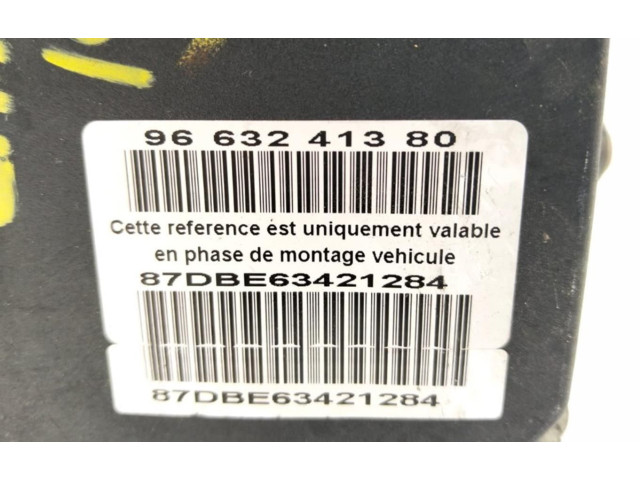 96 632 413 80
Cette reference est uniquement valable
en phase de montage vehicule
87DBE63421284
87DBE63421284